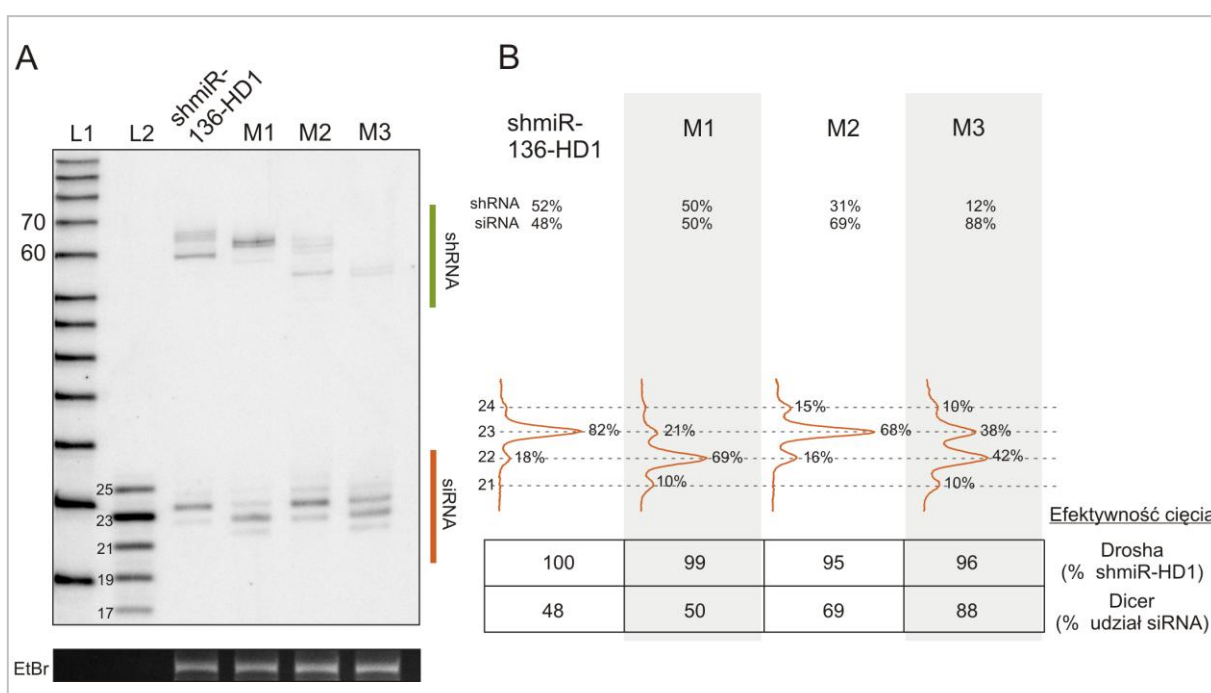 A
L1
L2
shmiR-
136-HD1
M1
M2
M3
70
60
25
23
21
19
17
shRNA
siRNA
EtBr
B
shmiR-
136-HD1
M1
M2
M3
shRNA 52% 50% 31% 12%
siRNA 48% 50% 69% 88%
24 15% 10%
23 82% 21% 68% 38%
22 18% 69% 16% 42%
21 10% 10%
Efektywność cięcia
100 99 95 96 Drosha
(% shmiR-HD1)
48 50 69 88 Dicer
(% udział siRNA)